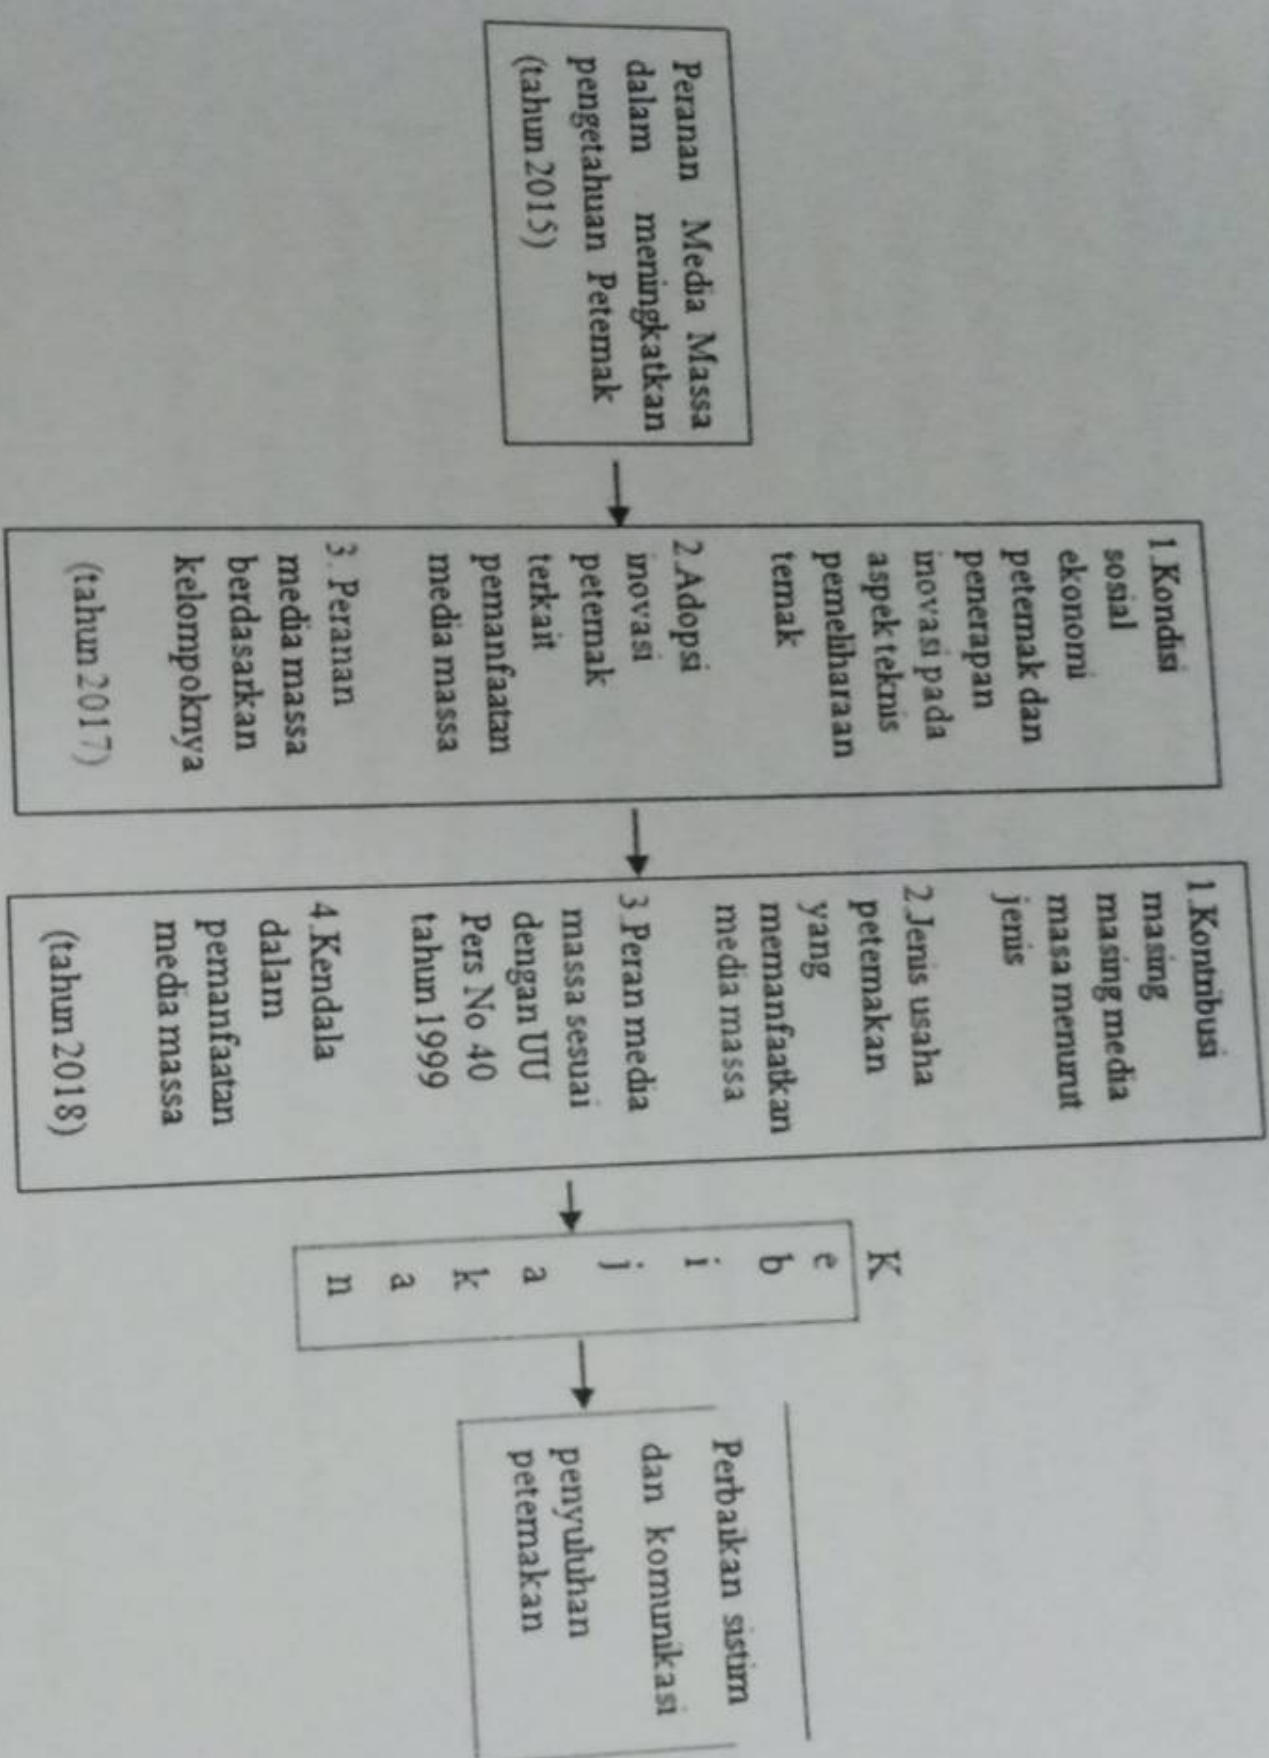 Peranan Media Massa
dalam meningkatkan
pengetahuan Peternak
(tahun 2015)
1.Kondisi
sosial
ekonomi
peternak dan
penerapan
inovasi pada
aspek teknis
pemeliharaan
ternak
2.Adopsi
inovasi
peternak
terkait
pemanfaatan
media massa
3. Peranan
media massa
berdasarkan
kelompoknya
(tahun 2017)
1.Kontribusi
masing
masing media
masa menurut
jenis
2.Jenis usaha
peternakan
yang
memanfaatkan
media massa
3.Peran media
massa sesuai
dengan UU
Pers No 40
tahun 1999
4.Kendala
dalam
pemanfaatan
media massa
(tahun 2018)
K
e
b
i
j
a
k
a
n
Perbaikan sistim
dan komunikasi
penyuluhan
peternakan